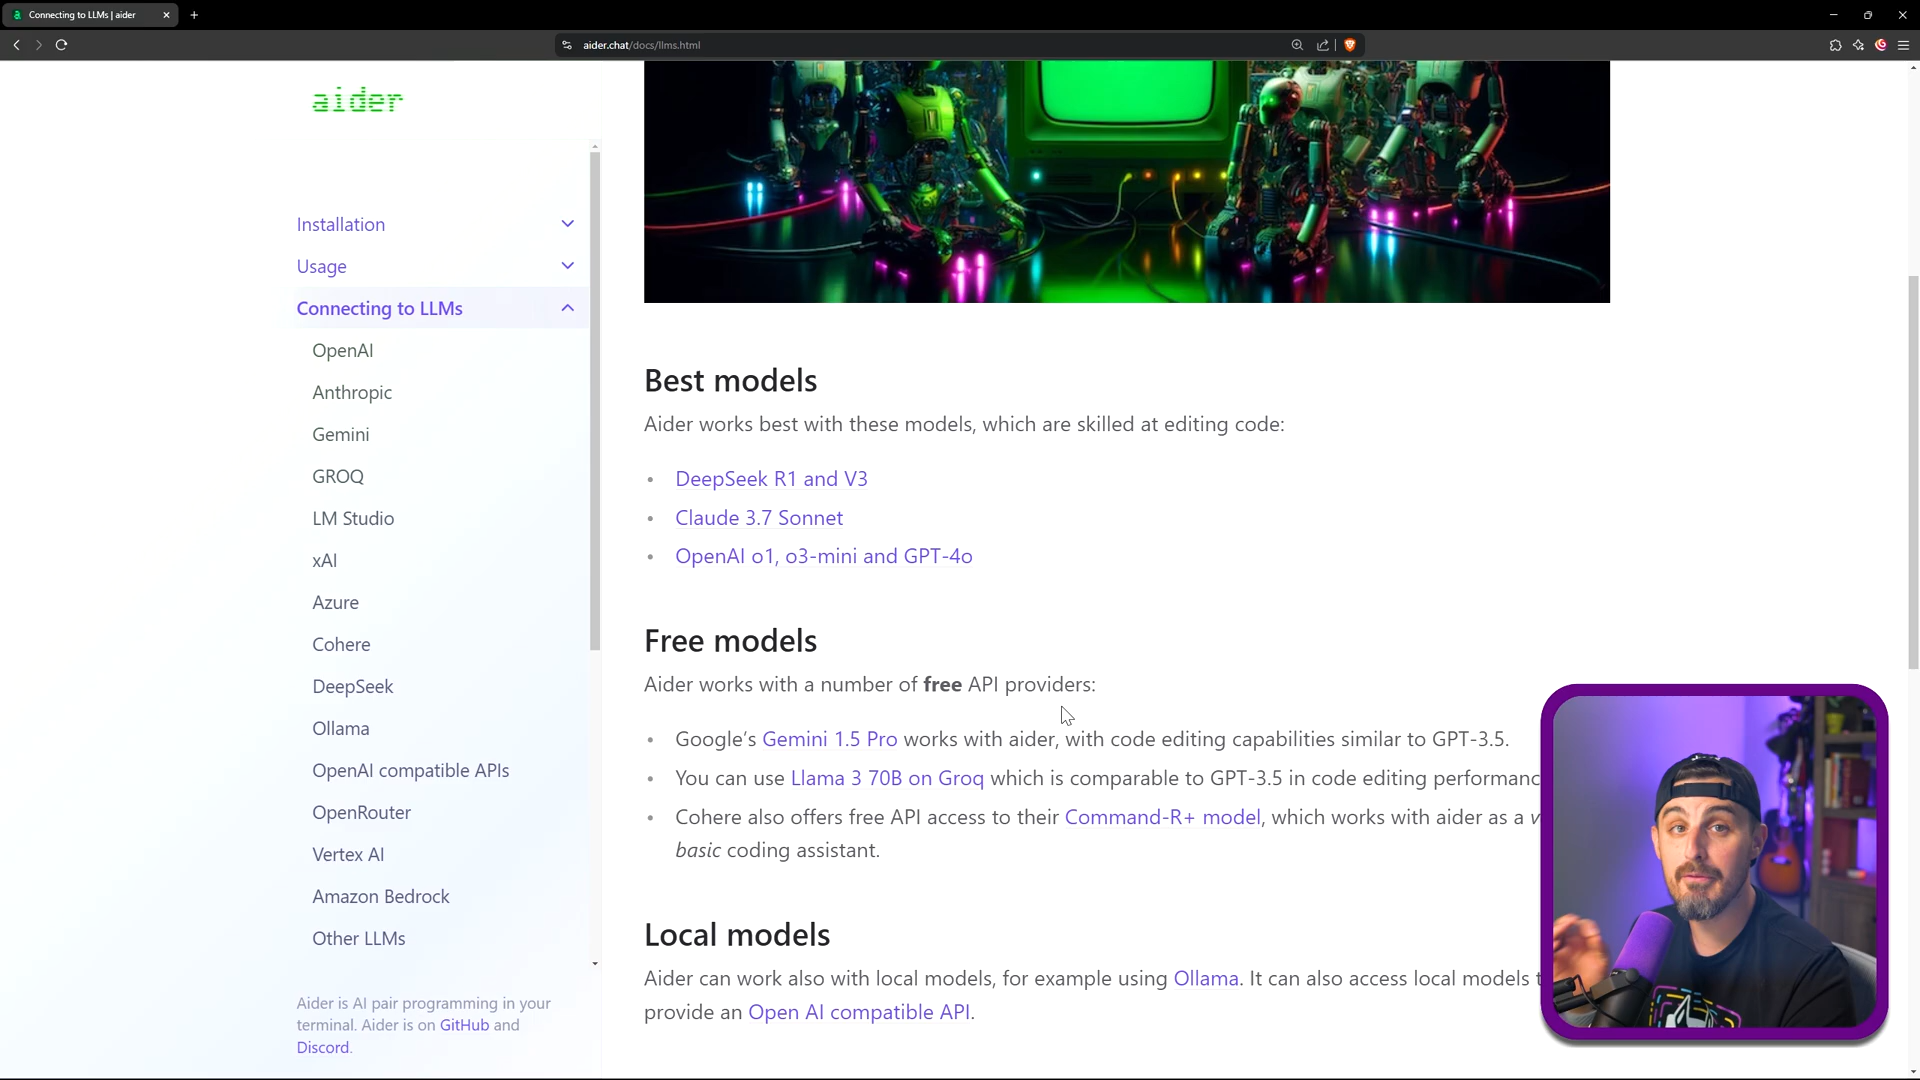 Connecting to LLMs | aider
aider.chat/docs/llms.html
aider
Installation
Usage
Connecting to LLMs
OpenAI
Anthropic
Gemini
GROQ
LM Studio
xAI
Azure
Cohere
DeepSeek
Ollama
OpenAI compatible APIs
OpenRouter
Vertex AI
Amazon Bedrock
Other LLMs
Aider is AI pair programming in your
terminal. Aider is on GitHub and
Discord.
Best models
Aider works best with these models, which are skilled at editing code:
• DeepSeek R1 and V3
• Claude 3.7 Sonnet
• OpenAI o1, o3-mini and GPT-4o
Free models
Aider works with a number of free API providers:
• Google’s Gemini 1.5 Pro works with aider, with code editing capabilities similar to GPT-3.5.
• You can use Llama 3 70B on Groq which is comparable to GPT-3.5 in code editing performanc
• Cohere also offers free API access to their Command-R+ model, which works with aider as a v
basic coding assistant.
Local models
Aider can work also with local models, for example using Ollama. It can also access local models t
provide an Open AI compatible API.